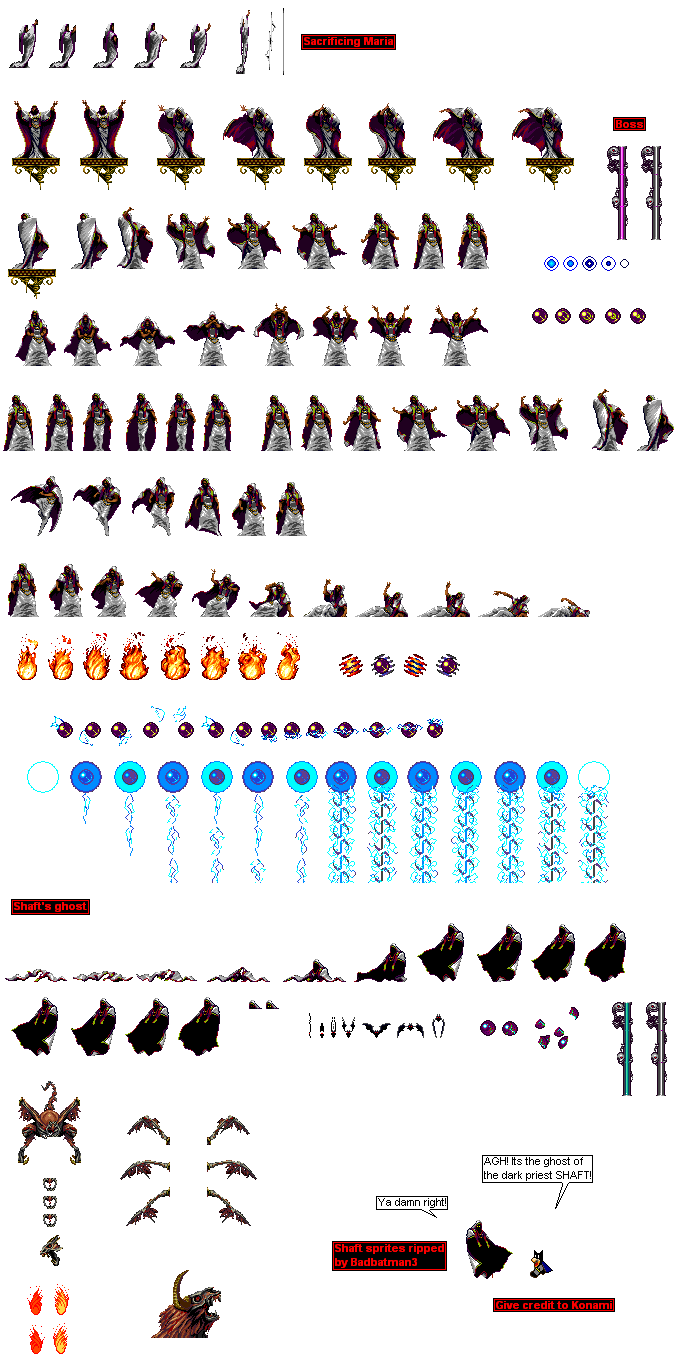 Sacrificing Maria
Boss
Shaft's ghost
AGH! Its the ghost of
the dark priest SHAFT!
Ya damn right!
Shaft sprites ripped
by Badbatman3
Give credit to Konami